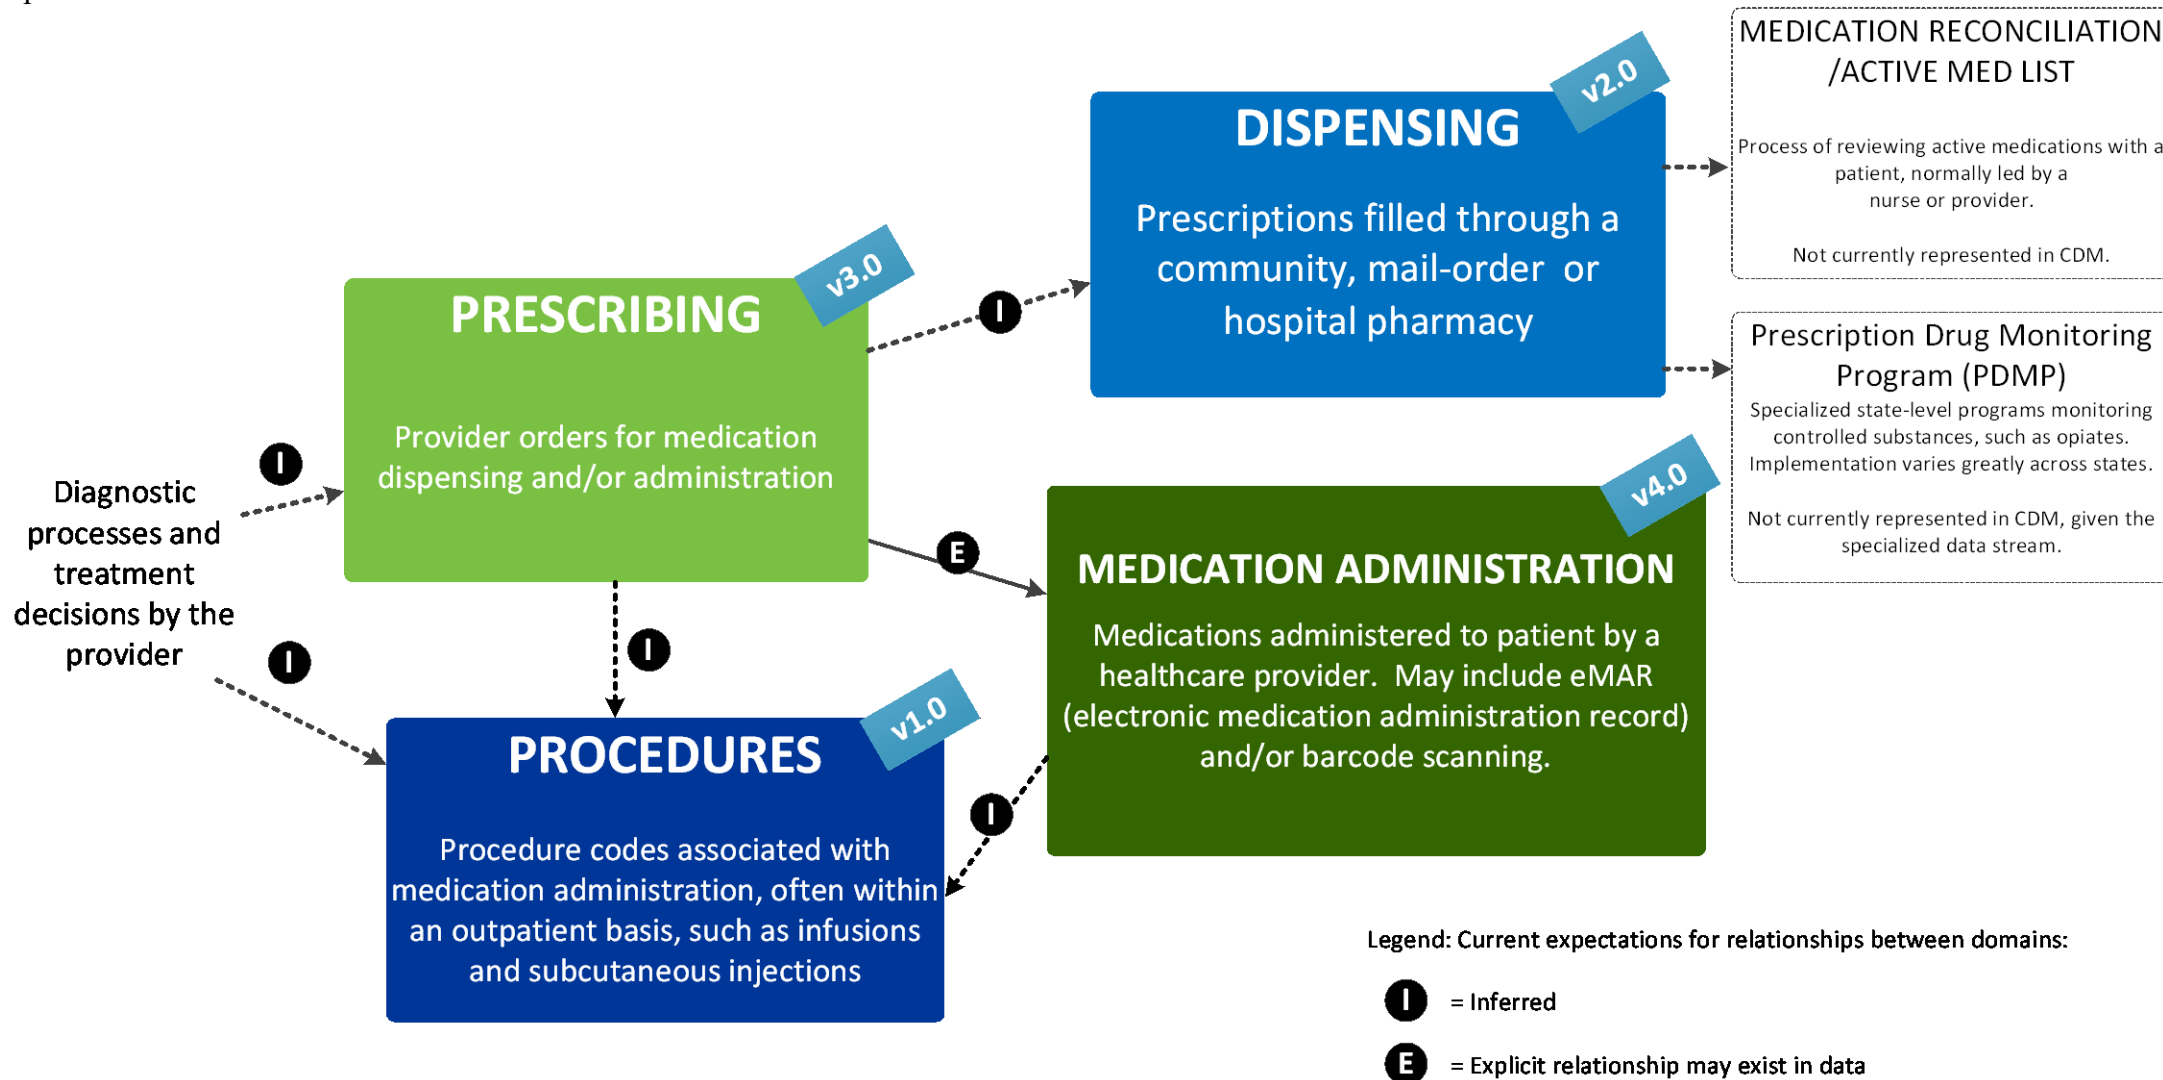 MEDICATION RECONCILIATION
/ACTIVE MED LIST
Process of reviewing active medications with a
patient, normally led by a
nurse or provider.
Not currently represented in CDM.
v2.0
DISPENSING
Prescriptions filled through a
community, mail-order or
hospital pharmacy
v3.0
PRESCRIBING
Provider orders for medication
dispensing and/or administration
I
Prescription Drug Monitoring
Program (PDMP)
Specialized state-level programs monitoring
controlled substances, such as opiates.
Implementation varies greatly across states.
Not currently represented in CDM, given the
specialized data stream.
I
Diagnostic
processes and
treatment
decisions by the
provider
I
E
I
v4.0
MEDICATION ADMINISTRATION
Medications administered to patient by a
healthcare provider. May include eMAR
(electronic medication administration record)
and/or barcode scanning.
v1.0
PROCEDURES
Procedure codes associated with
medication administration, often within
an outpatient basis, such as infusions
and subcutaneous injections
I
Legend: Current expectations for relationships between domains:
I = Inferred
E = Explicit relationship may exist in data